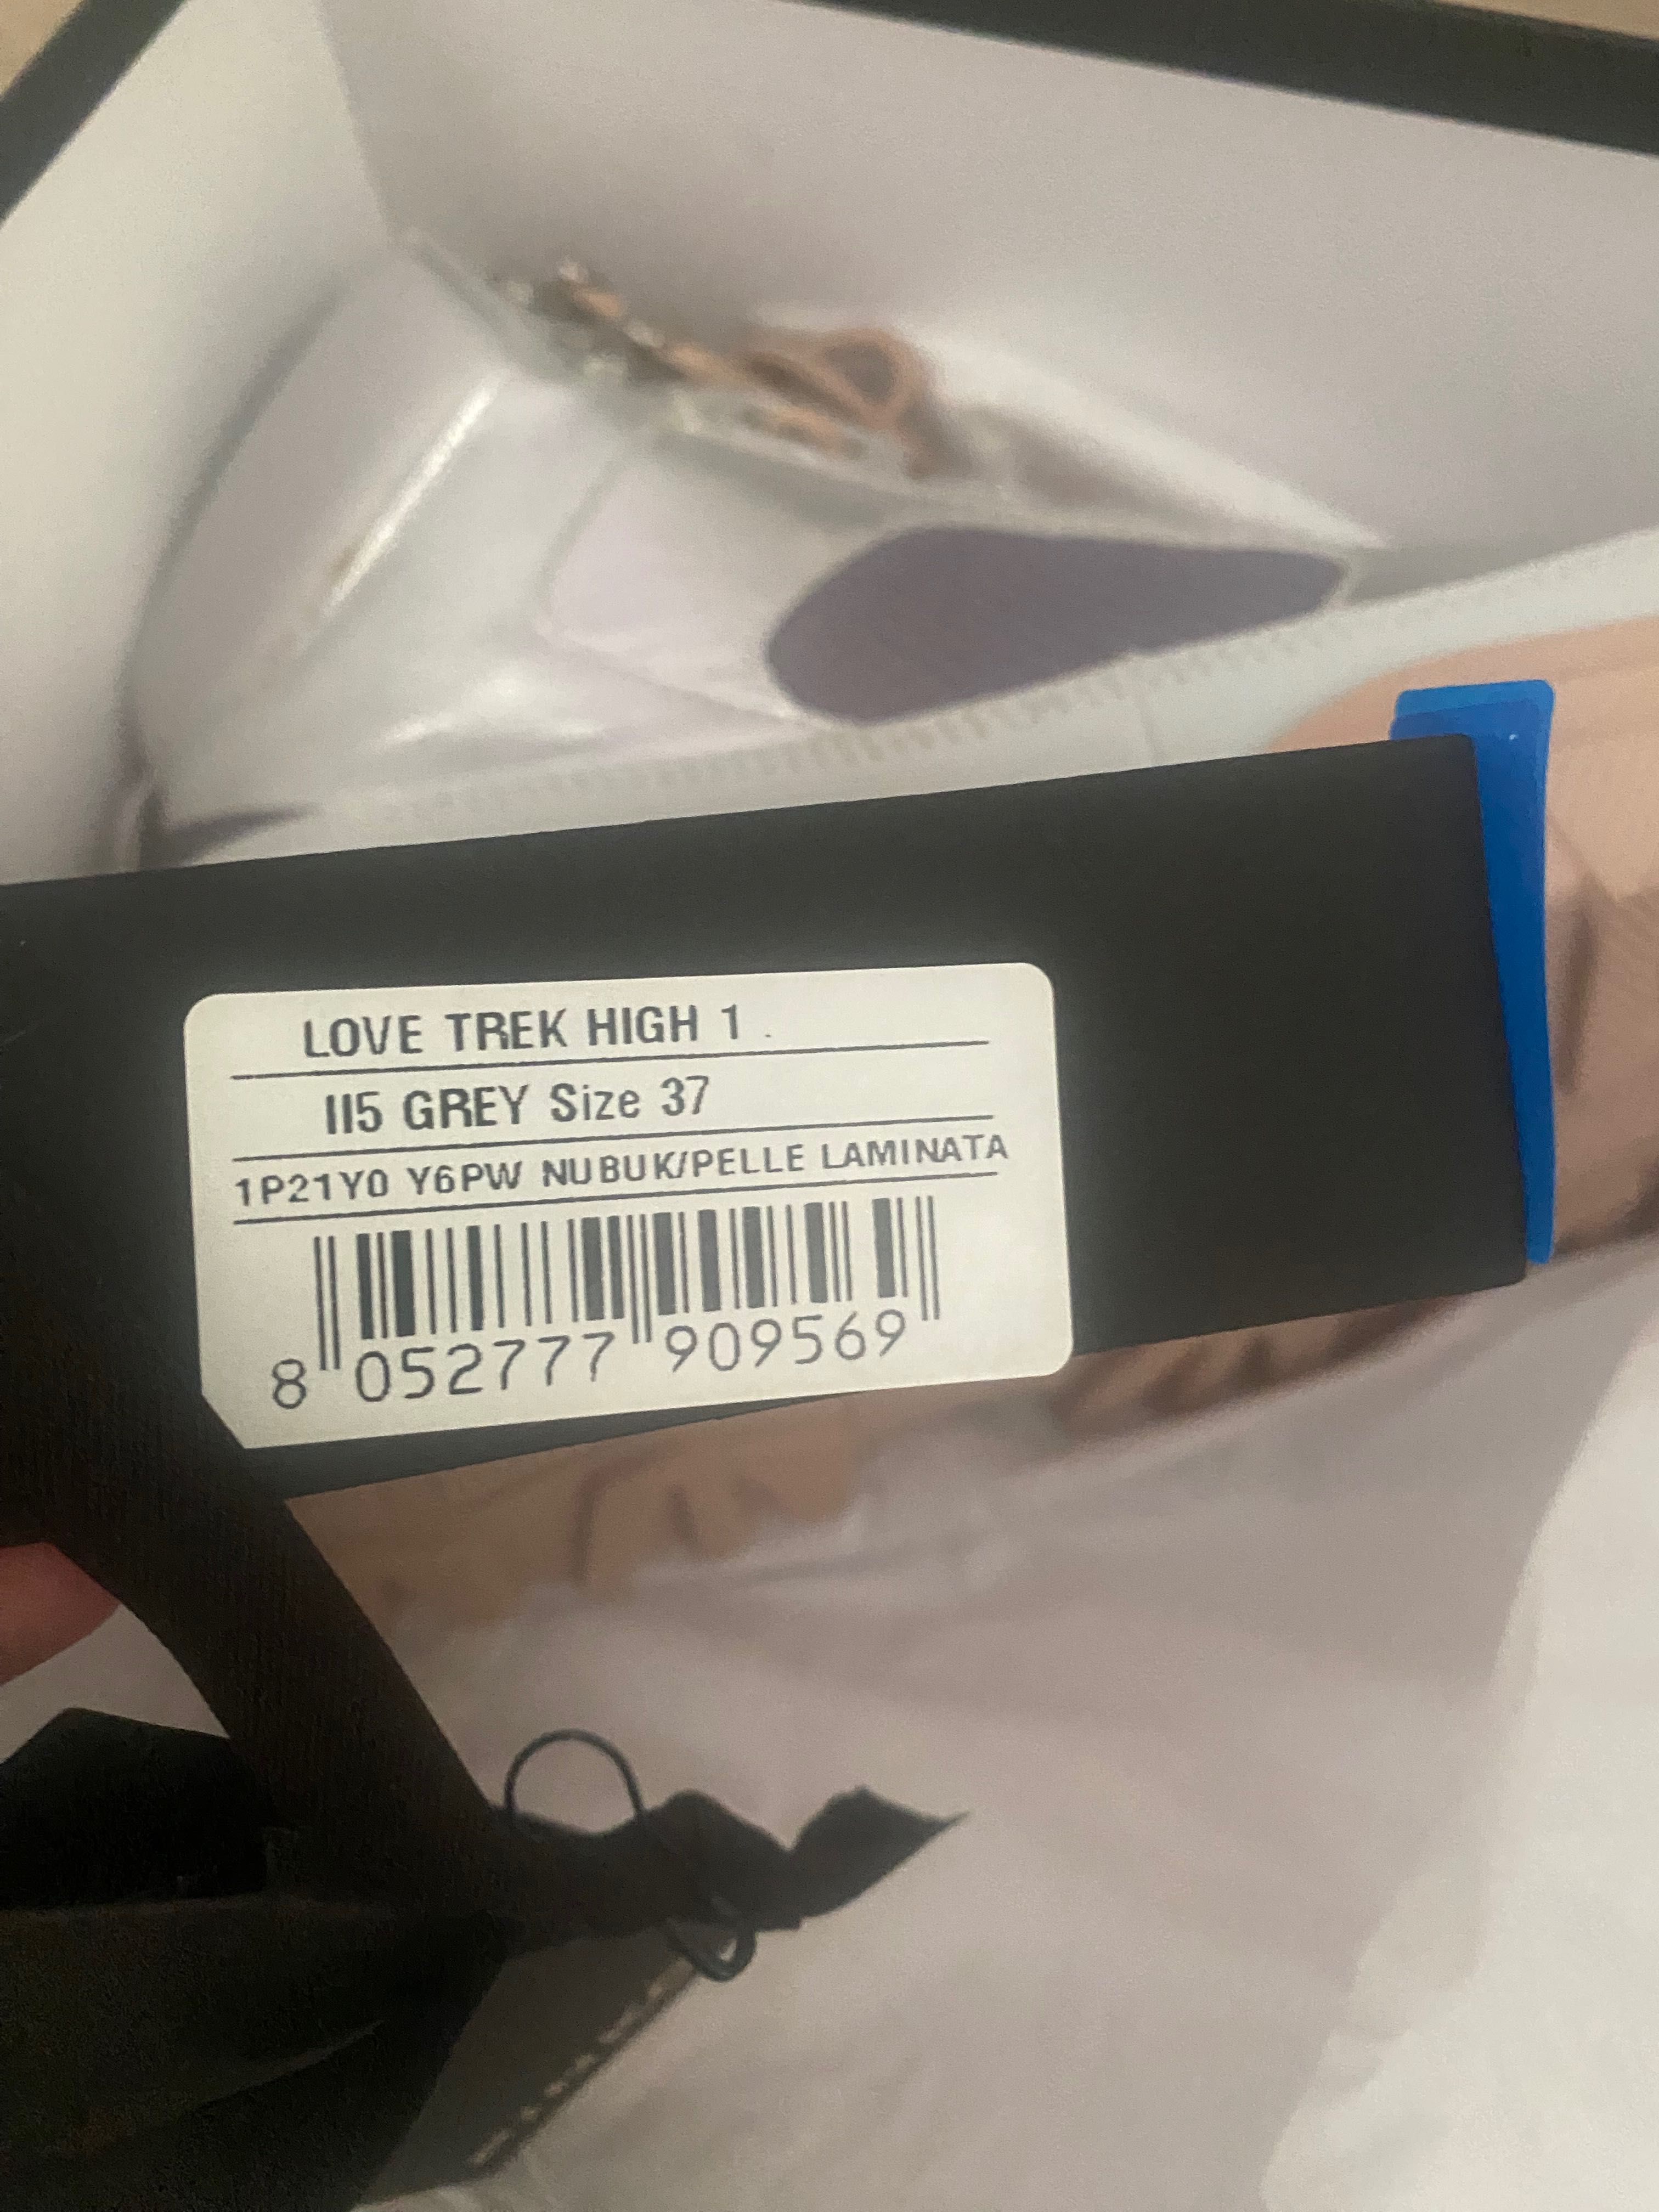 LOVE TREK HIGH 1 .
II5 GREY Size 37
1P21Y0 Y6PW NUBUK/PELLE LAMINATA
8 052777 909569